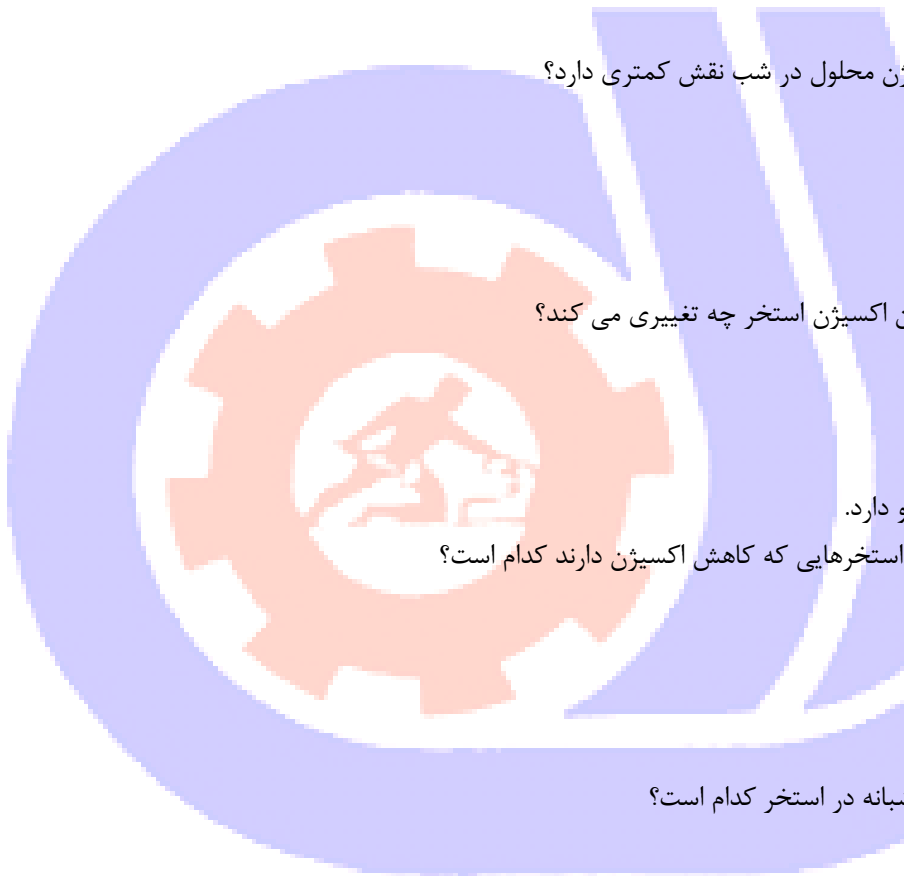 محلول در شب نقش کمتری دارد؟
اکسیژن استخر چه تغییری می کند؟
دارد.
استخرهایی که کاهش اکسیژن دارند کدام است؟
در استخر کدام است؟